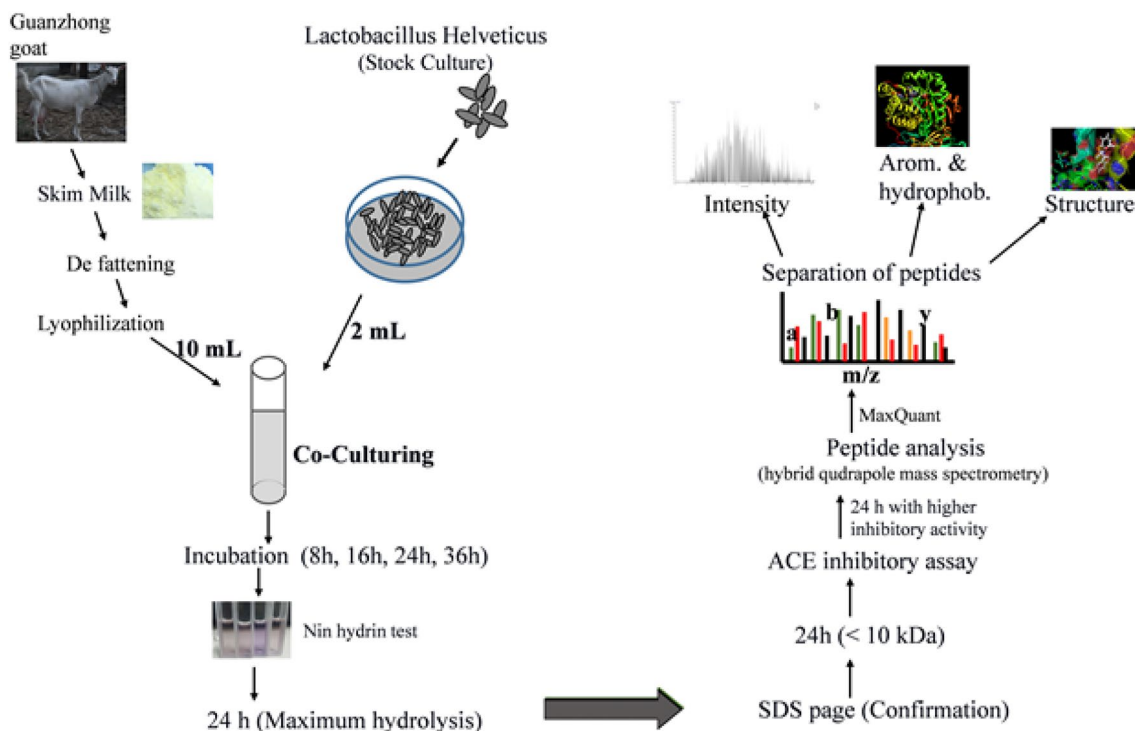 Guanzhong
goat
Skim Milk
De fattening
Lyophilization
10 mL
Lactobacillus Helveticus
(Stock Culture)
2 mL
Co-Culturing
Incubation (8h, 16h, 24h, 36h)
Nin hydrin test
24 h (Maximum hydrolysis)
Intensity
Arom. &
hydrophob.
Structure
Separation of peptides
a
b
y
m/z
MaxQuant
Peptide analysis
(hybrid qudrapole mass spectrometry)
24 h with higher
inhibitory activity
ACE inhibitory assay
24h (< 10 kDa)
SDS page (Confirmation)